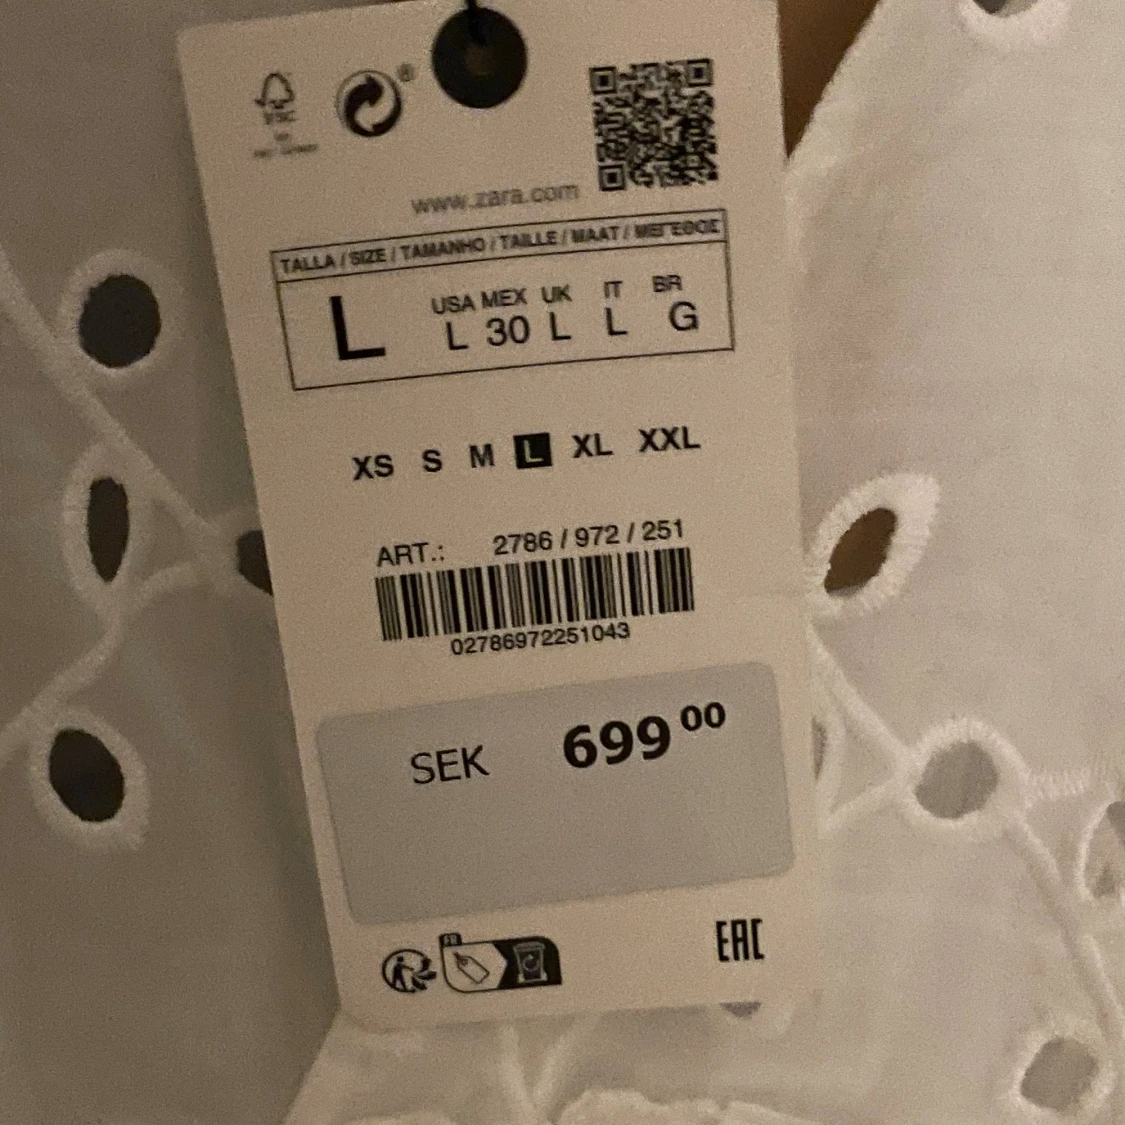 FSC
®
www.zara.com
TALLA / SIZE / TAMANHO / TAILLE / MAAT / ΜΕΓΕΘΟΣ
USA MEX UK IT BR
L L 30 L L G
XS S M L XL XXL
ART.: 2786 / 972 / 251
02786972251043
SEK 699 00
FR
EAC